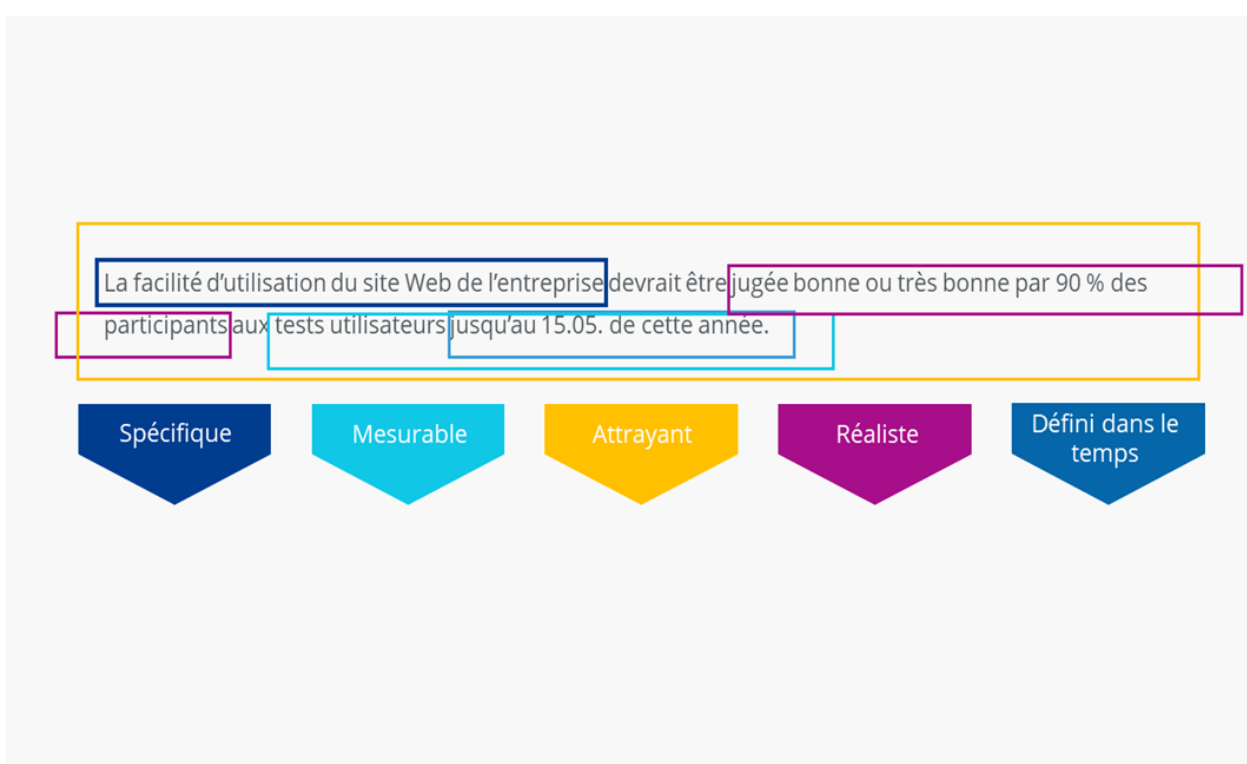 La facilité d’utilisation du site Web de l’entreprise devrait être jugée bonne ou très bonne par 90 % des
participants aux tests utilisateurs jusqu’au 15.05. de cette année.
Spécifique
Mesurable
Attrayant
Réaliste
Défini dans le
temps